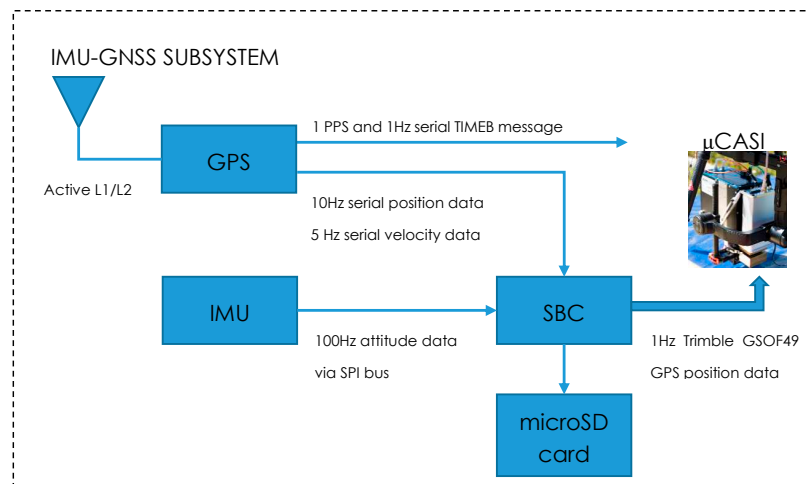 IMU-GNSS SUBSYSTEM
1 PPS and 1Hz serial TIMEB message
µCASI
GPS
Active L1/L2
10Hz serial position data
5 Hz serial velocity data
IMU
SBC
100Hz attitude data
via SPI bus
1Hz Trimble GSOF49
GPS position data
microSD
card